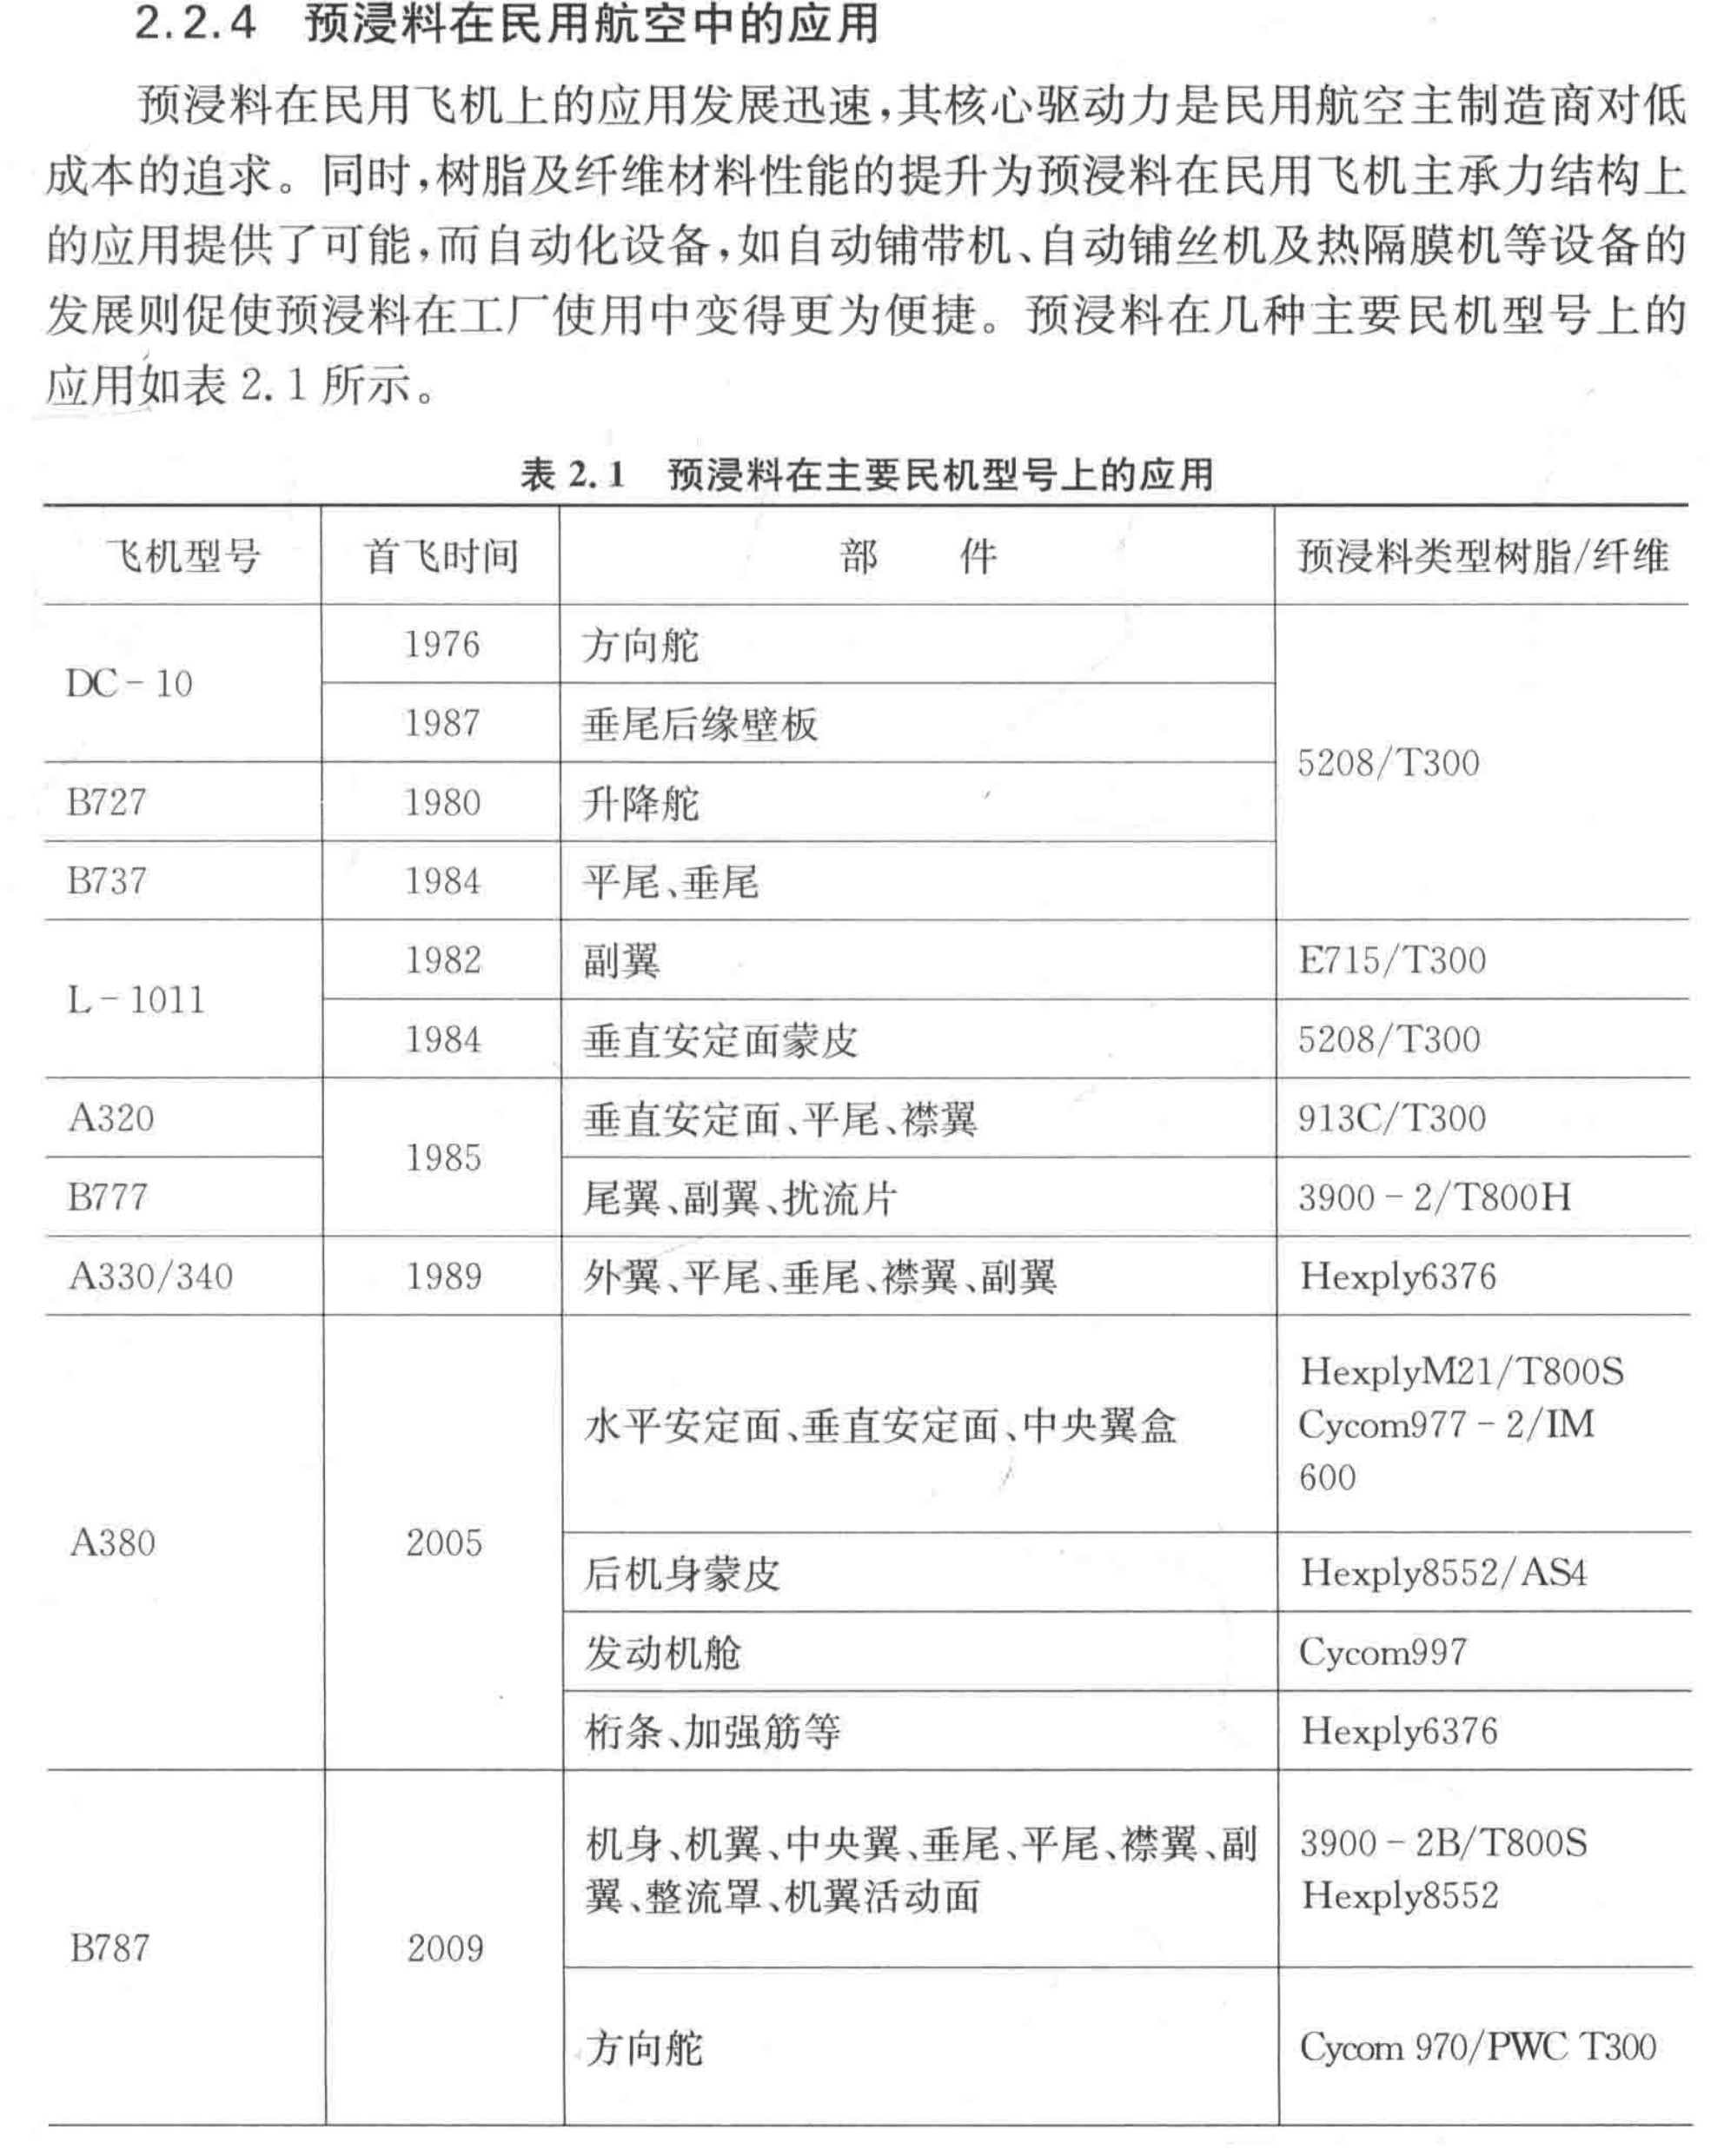 2.2.4 预浸料在民用航空中的应用
预浸料在民用飞机上的应用发展迅速,其核心驱动力是民用航空主制造商对低
成本的追求。同时,树脂及纤维材料性能的提升为预浸料在民用飞机主承力结构上
的应用提供了可能,而自动化设备,如自动铺带机、自动铺丝机及热隔膜机等设备的
发展则促使预浸料在工厂使用中变得更为便捷。预浸料在几种主要民机型号上的
应用如表 2.1 所示。
表 2.1 预浸料在主要民机型号上的应用
飞机型号 首飞时间 部 件 预浸料类型树脂/纤维
DC-10 1976 方向舵 5208/T300
1987 垂尾后缘壁板
B727 1980 升降舵
B737 1984 平尾、垂尾
L-1011 1982 副翼 E715/T300
1984 垂直安定面蒙皮 5208/T300
A320 1985 垂直安定面、平尾、襟翼 913C/T300
B777 尾翼、副翼、扰流片 3900-2/T800H
A330/340 1989 外翼、平尾、垂尾、襟翼、副翼 Hexply6376
A380 2005 水平安定面、垂直安定面、中央翼盒 HexplyM21/T800S
Cycom977-2/IM
600
后机身蒙皮 Hexply8552/AS4
发动机舱 Cycom997
桁条、加强筋等 Hexply6376
B787 2009 机身、机翼、中央翼、垂尾、平尾、襟翼、副 3900-2B/T800S
翼、整流罩、机翼活动面 Hexply8552
方向舵 Cycom 970/PWC T300